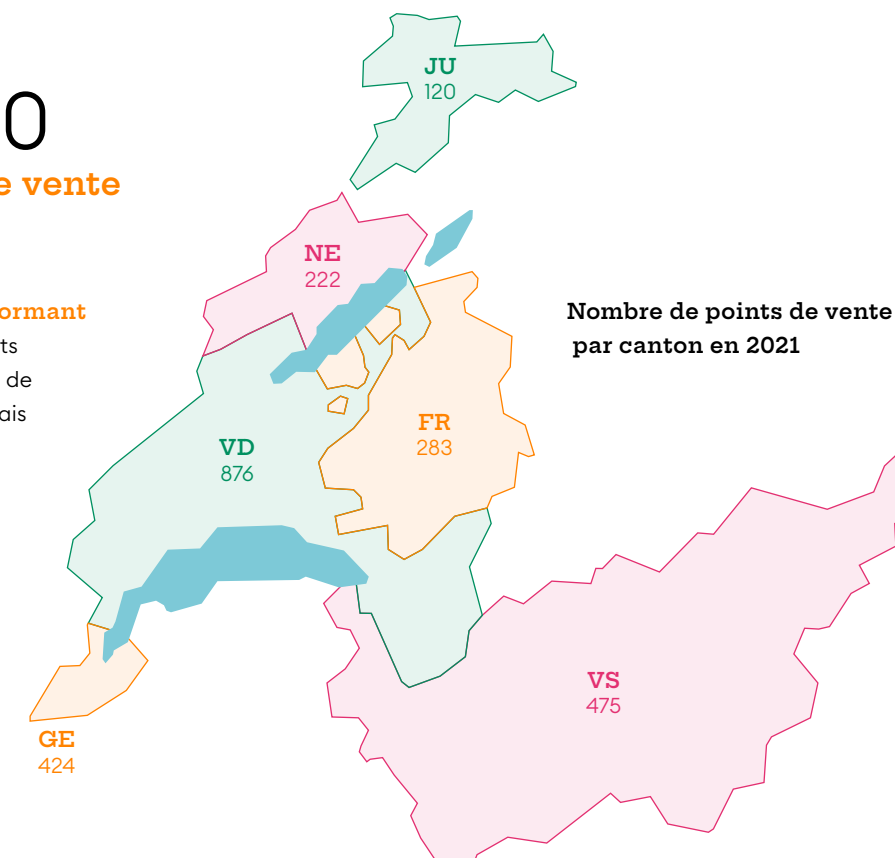 0
e vente
ormant
ts
de
ais
Nombre de points de vente
par canton en 2021
JU
120
NE
222
FR
283
VD
876
VS
475
GE
424